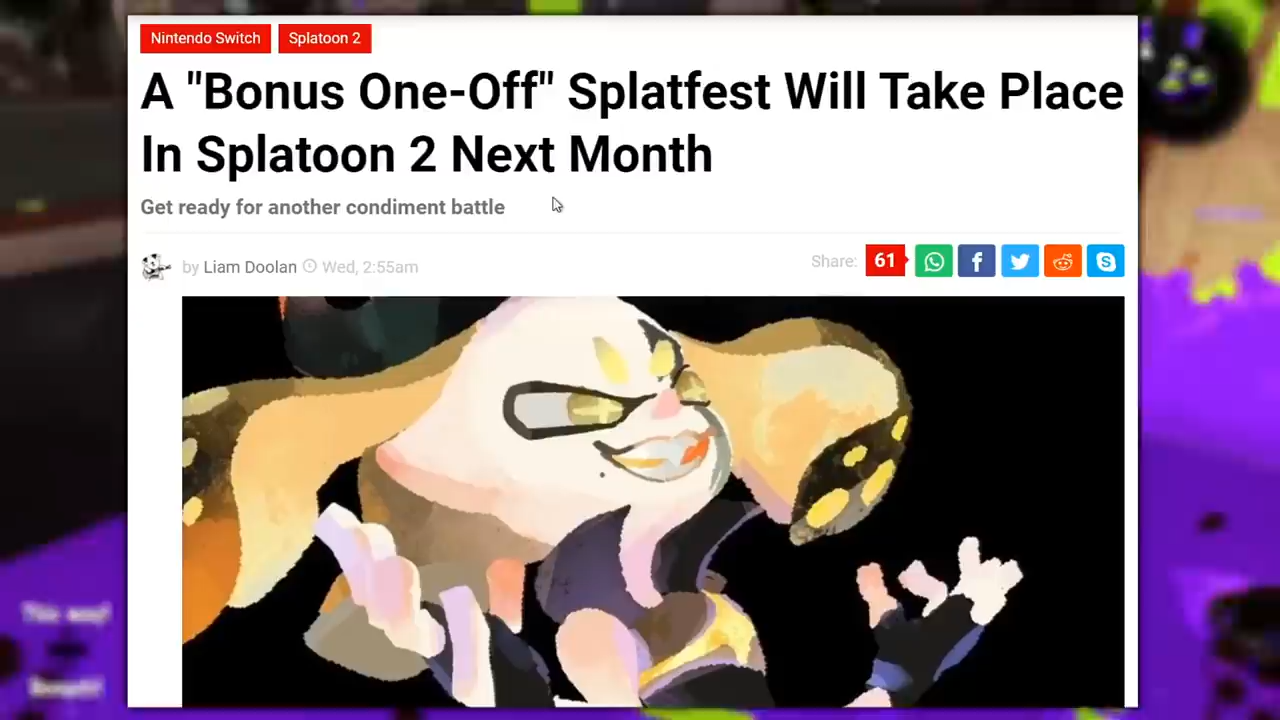 Nintendo Switch Splatoon 2
A "Bonus One-Off" Splatfest Will Take Place
In Splatoon 2 Next Month
Get ready for another condiment battle
by Liam Doolan Wed, 2:55am Share: 61